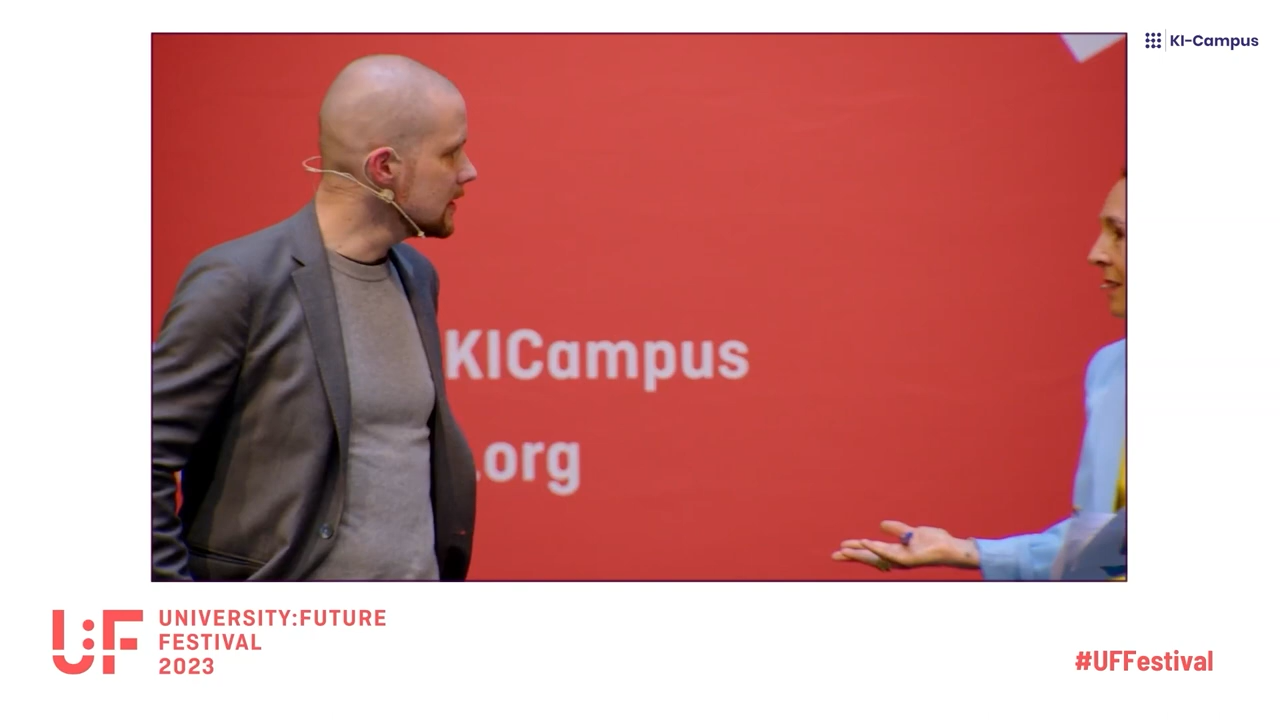 KI-Campus
KICampus
.org
U:F
UNIVERSITY:FUTURE
FESTIVAL
2023
#UFFestival